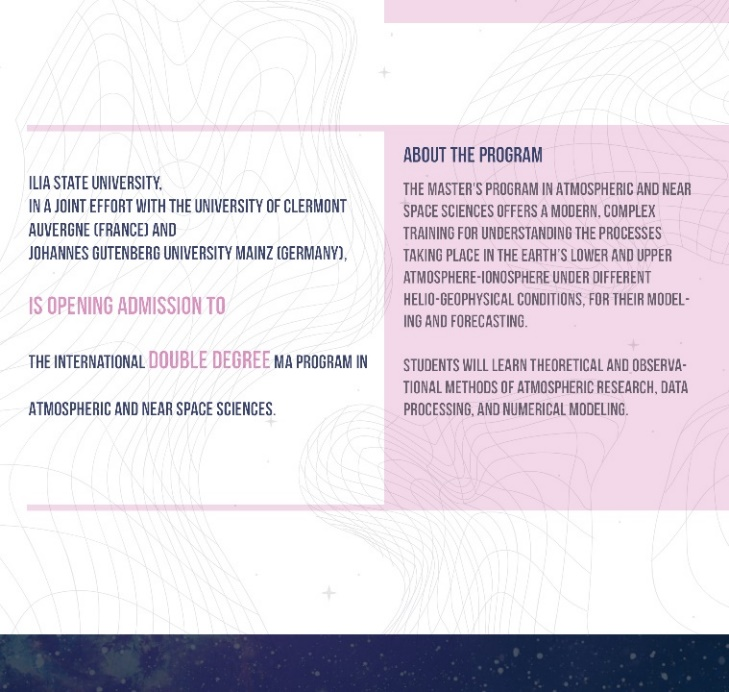 ILIA STATE UNIVERSITY,
IN A JOINT EFFORT WITH THE UNIVERSITY OF CLERMONT
AUVERGNE (FRANCE) AND
JOHANNES GUTENBERG UNIVERSITY MAINZ (GERMANY),
IS OPENING ADMISSION TO
THE INTERNATIONAL DOUBLE DEGREE MA PROGRAM IN
ATMOSPHERIC AND NEAR SPACE SCIENCES.
ABOUT THE PROGRAM
THE MASTER'S PROGRAM IN ATMOSPHERIC AND NEAR
SPACE SCIENCES OFFERS A MODERN, COMPLEX
TRAINING FOR UNDERSTANDING THE PROCESSES
TAKING PLACE IN THE EARTH'S LOWER AND UPPER
ATMOSPHERE-IONOSPHERE UNDER DIFFERENT
HELIO-GEOPHYSICAL CONDITIONS, FOR THEIR MODEL-
ING AND FORECASTING.
STUDENTS WILL LEARN THEORETICAL AND OBSERVA-
TIONAL METHODS OF ATMOSPHERIC RESEARCH, DATA
PROCESSING, AND NUMERICAL MODELING.